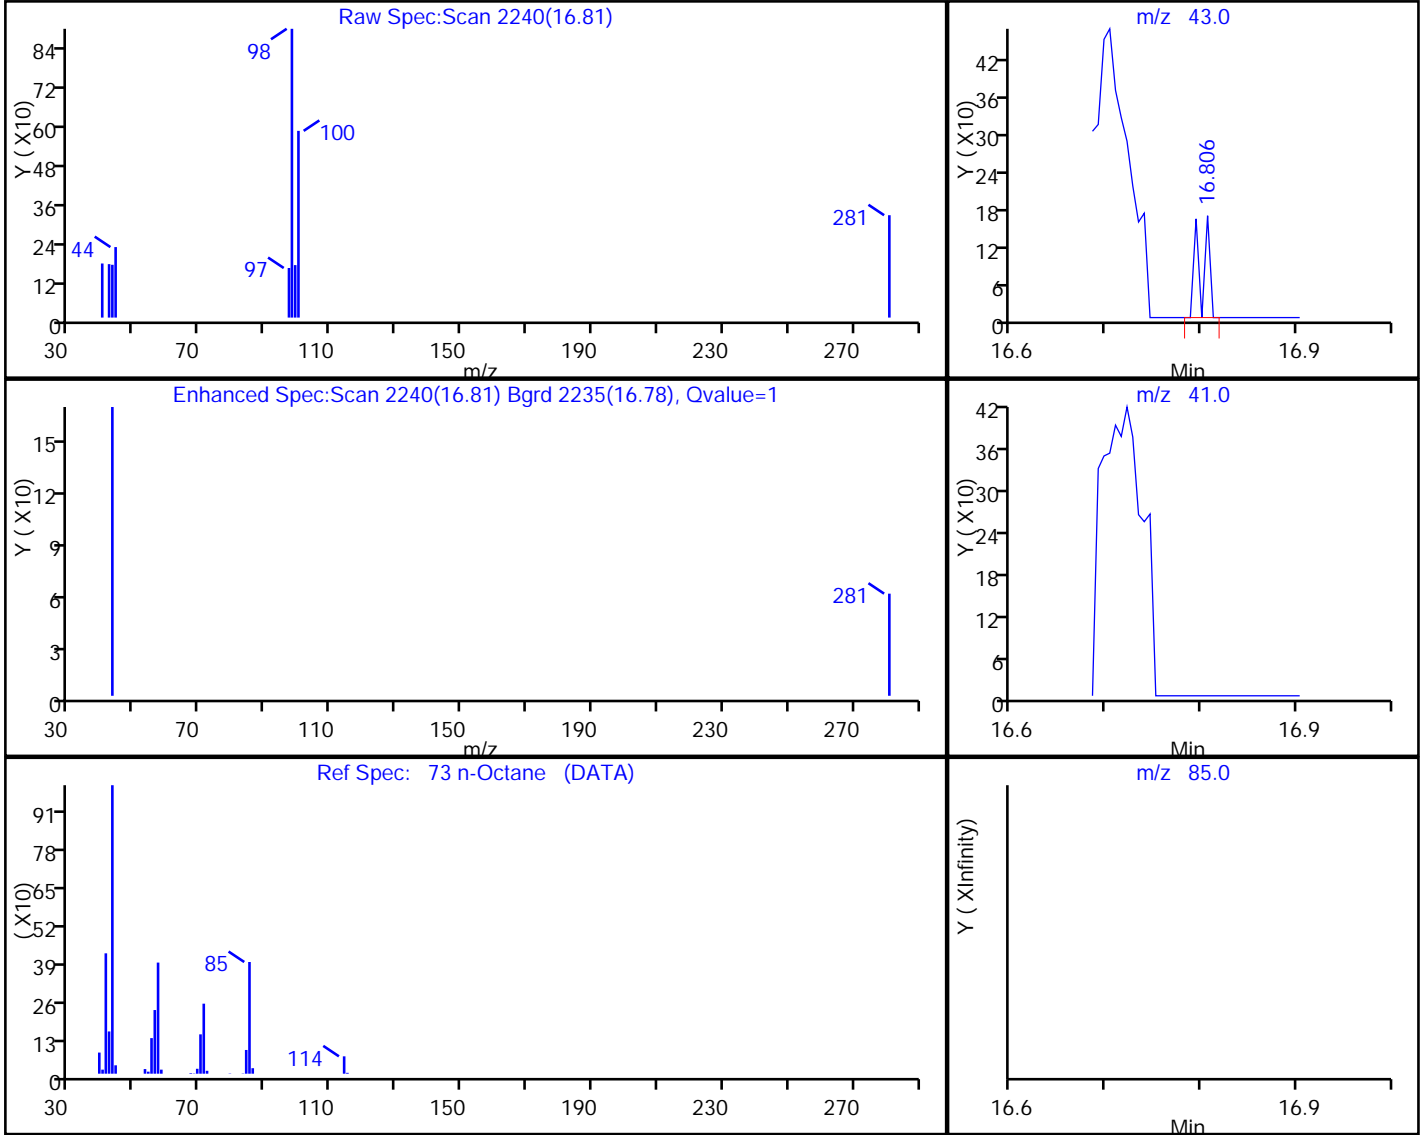 Raw Spec:Scan 2240(16.81)
98
100
44
97
281
Y ( X10)
84
72
60
48
36
24
12
0
30 70 110 150 190 230 270
m/z
m/z 43.0
16.806
Y ( X10)
42
36
30
24
18
12
6
0
16.6 16.9
Min
Enhanced Spec:Scan 2240(16.81) Bgrd 2235(16.78), Qvalue=1
281
Y ( X10)
15
12
9
6
3
0
30 70 110 150 190 230 270
m/z
m/z 41.0
Y ( X10)
42
36
30
24
18
12
6
0
16.6 16.9
Min
Ref Spec: 73 n-Octane (DATA)
85
114
( X10)
91
78
65
52
39
26
13
0
30 70 110 150 190 230 270
m/z 85.0
Y ( XInfinity)
16.6 16.9
Min